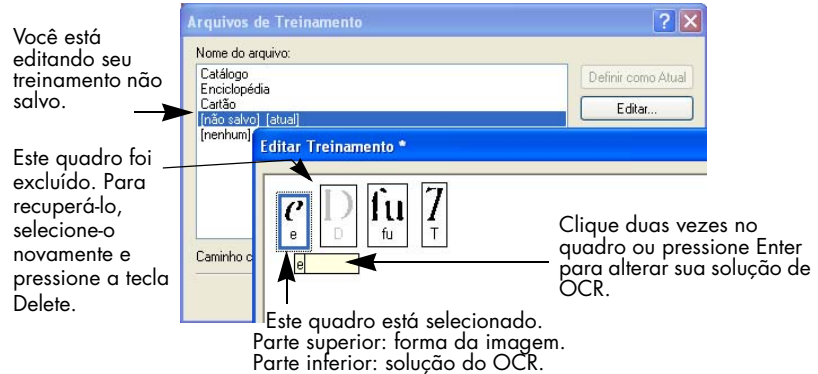 Você está
editando seu
treinamento não
salvo.
Este quadro foi
excluído. Para
recuperá-lo,
selecione-o
novamente e
pressione a tecla
Delete.
Arquivos de Treinamento
Nome do arquivo:
Catálogo
Enciclopédia
Cartão
[não salvo] [atual]
[nenhum]
Definir como Atual
Editar...
Caminho c
Editar Treinamento *
e D fu 7
e D fu T
e
Clique duas vezes no
quadro ou pressione Enter
para alterar sua solução de
OCR.
Este quadro está selecionado.
Parte superior: forma da imagem.
Parte inferior: solução do OCR.